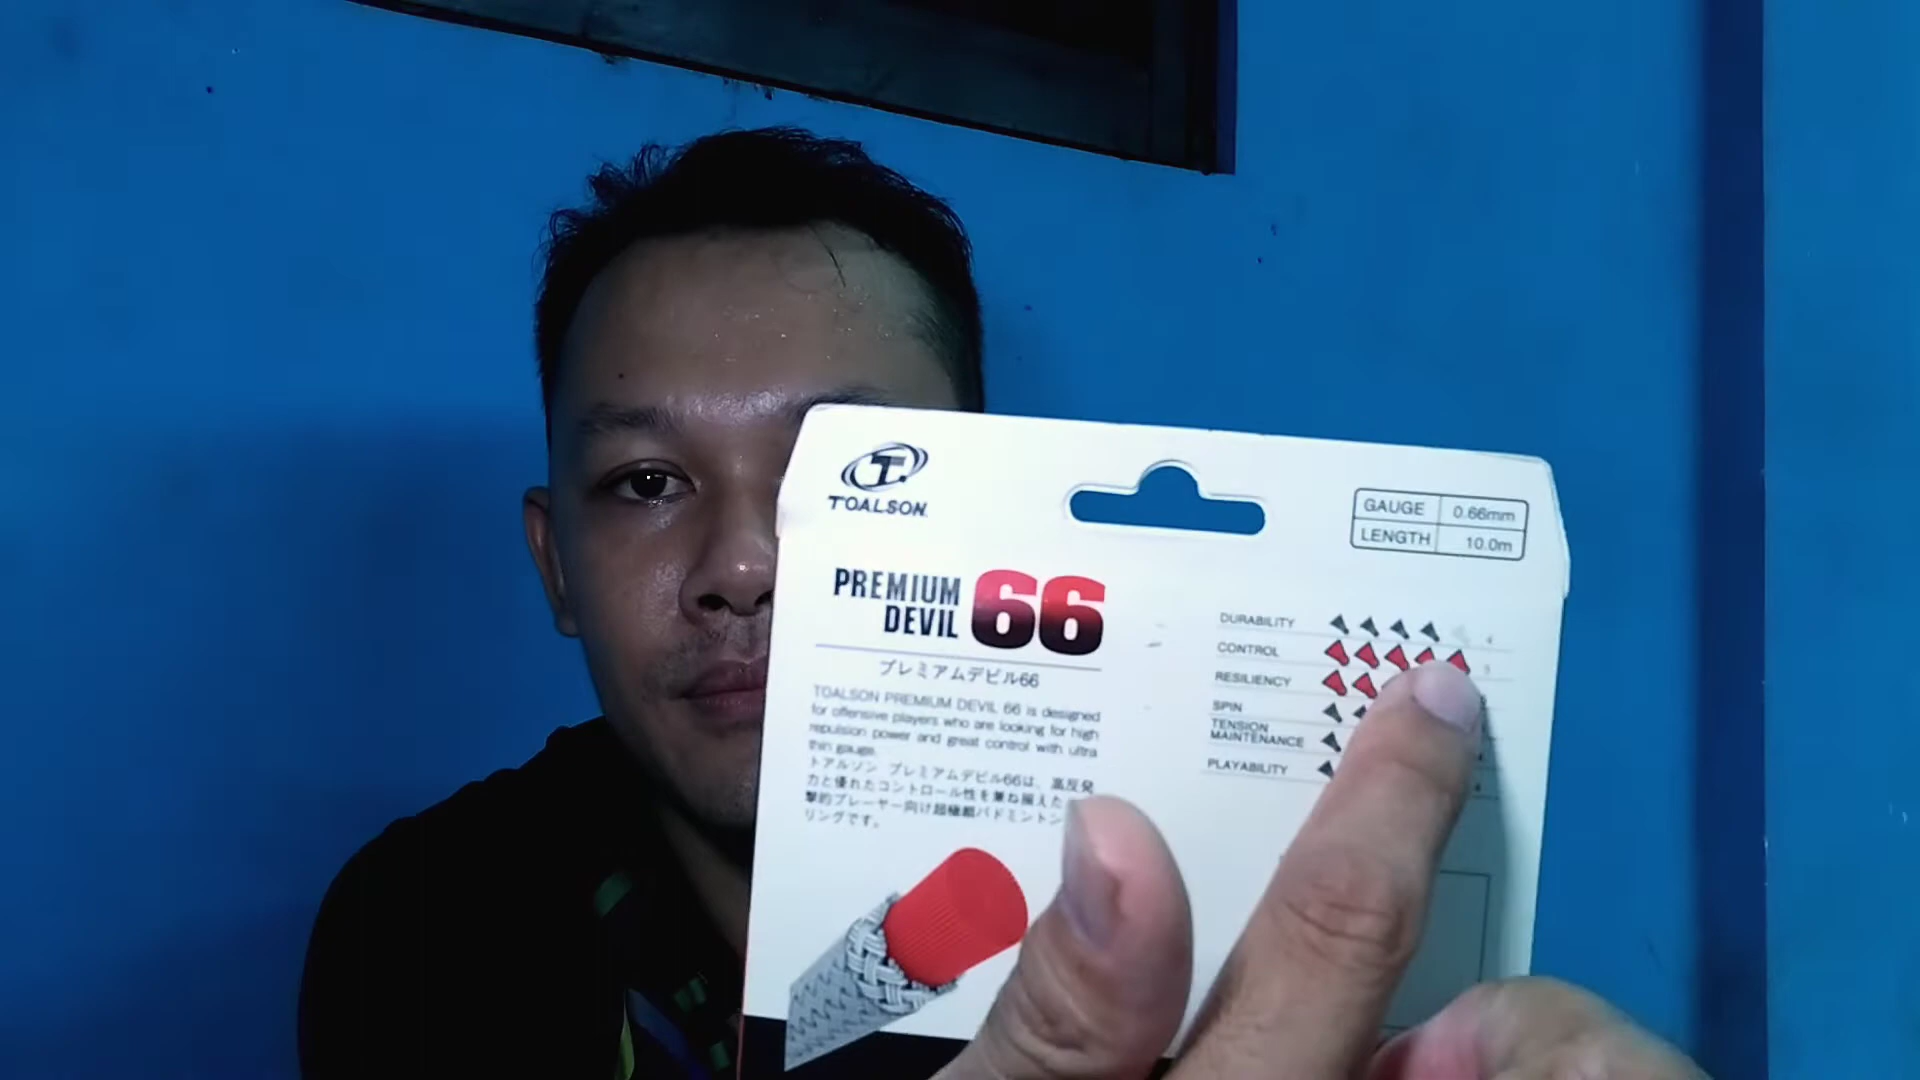 TOALSON
GAUGE 0.66mm
LENGTH 10.0m
PREMIUM
DEVIL 66
プレミアムデビル66
TOALSON PREMIUM DEVIL 66 is designed
for offensive players who are looking for high
repulsion power and great control with ultra
thin gauge.
トアルソン プレミアムデビル66は、高反発
力と優れたコントロール性を兼ね揃えた
撃的プレーヤー向け超極細バドミントン
リングです。
DURABILITY 4
CONTROL 5
RESILIENCY
SPIN
TENSION
MAINTENANCE 4
PLAYABILITY 4